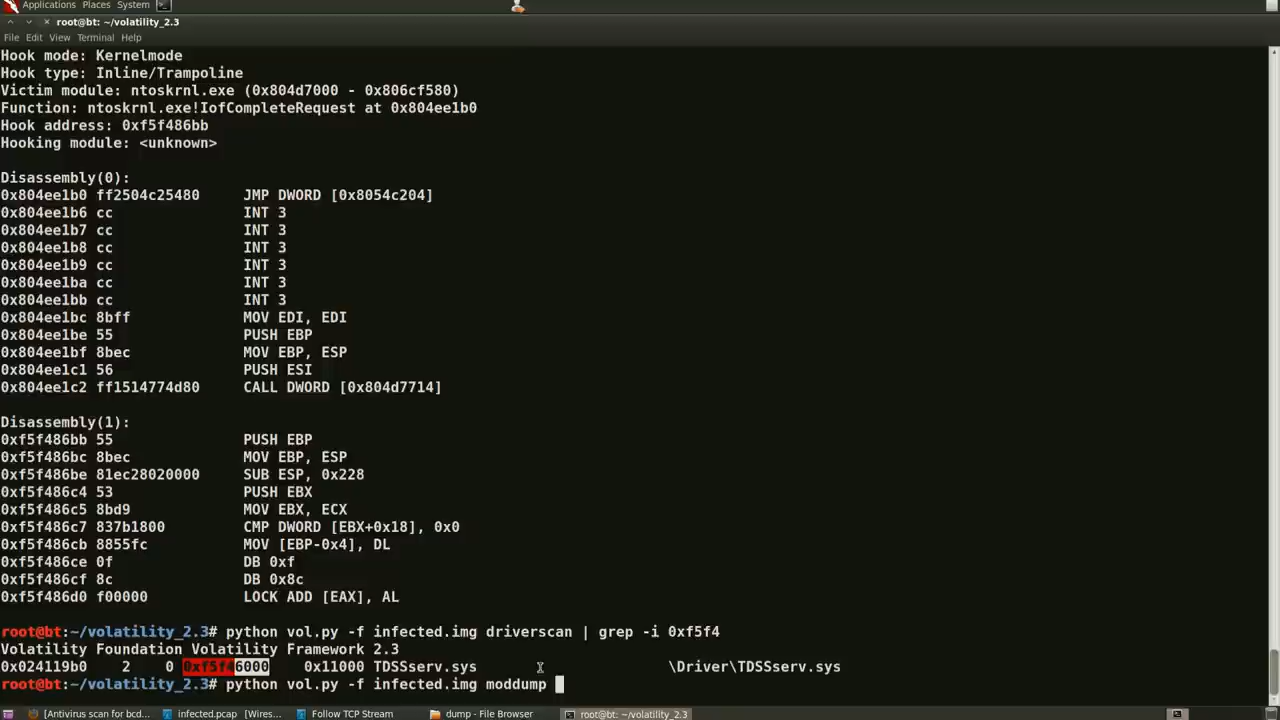 Applications Places System
root@bt: ~/volatility_2.3
File Edit View Terminal Help
Hook mode: Kernelmode
Hook type: Inline/Trampoline
Victim module: ntoskrnl.exe (0x804d7000 - 0x806cf580)
Function: ntoskrnl.exe!IofCompleteRequest at 0x804ee1b0
Hook address: 0xf5f486bb
Hooking module: <unknown>
Disassembly(0):
0x804ee1b0 ff2504c25480 JMP DWORD [0x8054c204]
0x804ee1b6 cc INT 3
0x804ee1b7 cc INT 3
0x804ee1b8 cc INT 3
0x804ee1b9 cc INT 3
0x804ee1ba cc INT 3
0x804ee1bb cc INT 3
0x804ee1bc 8bff MOV EDI, EDI
0x804ee1be 55 PUSH EBP
0x804ee1bf 8bec MOV EBP, ESP
0x804ee1c1 56 PUSH ESI
0x804ee1c2 ff1514774d80 CALL DWORD [0x804d7714]
Disassembly(1):
0xf5f486bb 55 PUSH EBP
0xf5f486bc 8bec MOV EBP, ESP
0xf5f486be 81ec28020000 SUB ESP, 0x228
0xf5f486c4 53 PUSH EBX
0xf5f486c5 8bd9 MOV EBX, ECX
0xf5f486c7 837b1800 CMP DWORD [EBX+0x18], 0x0
0xf5f486cb 8855fc MOV [EBP-0x4], DL
0xf5f486ce 0f DB 0xf
0xf5f486cf 8c DB 0x8c
0xf5f486d0 f00000 LOCK ADD [EAX], AL
root@bt:~/volatility_2.3# python vol.py -f infected.img driverscan | grep -i 0xf5f4
Volatility Foundation Volatility Framework 2.3
0x024119b0 2 0 0xf5f46000 0x11000 TDSSserv.sys \Driver\TDSSserv.sys
root@bt:~/volatility_2.3# python vol.py -f infected.img moddump
[Antivirus scan for bcd... infected.pcap [Wires... Follow TCP Stream dump - File Browser root@bt: ~/volatility_2.3